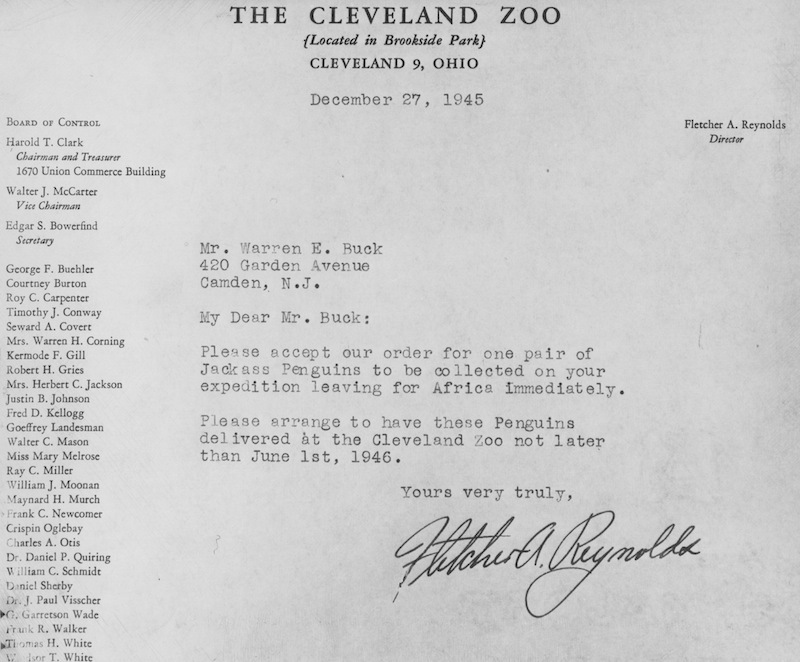 THE CLEVELAND ZOO
{Located in Brookside Park}
CLEVELAND 9, OHIO
December 27, 1945
BOARD OF CONTROL
Harold T. Clark
Chairman and Treasurer
1670 Union Commerce Building
Walter J. McCarter
Vice Chairman
Edgar S. Bowerfind
Secretary
George F. Buehler
Courtney Burton
Roy C. Carpenter
Timothy J. Conway
Seward A. Covert
Mrs. Warren H. Corning
Kermode F. Gill
Robert H. Gries
Mrs. Herbert C. Jackson
Justin B. Johnson
Fred D. Kellogg
Goeffrey Landesman
Walter C. Mason
Miss Mary Melrose
Ray C. Miller
William J. Moonan
Maynard H. Murch
Frank C. Newcomer
Crispin Oglebay
Charles A. Otis
Dr. Daniel P. Quiring
William C. Schmidt
Daniel Sherby
Dr. J. Paul Visscher
G. Garretson Wade
Frank R. Walker
Thomas H. White
T. White
Fletcher A. Reynolds
Director
Mr. Warren E. Buck
420 Garden Avenue
Camden, N.J.
My Dear Mr. Buck:
Please accept our order for one pair of
Jackass Penguins to be collected on your
expedition leaving for Africa immediately.
Please arrange to have these Penguins
delivered at the Cleveland Zoo not later
than June 1st, 1946.
Yours very truly,
Fletcher A. Reynolds